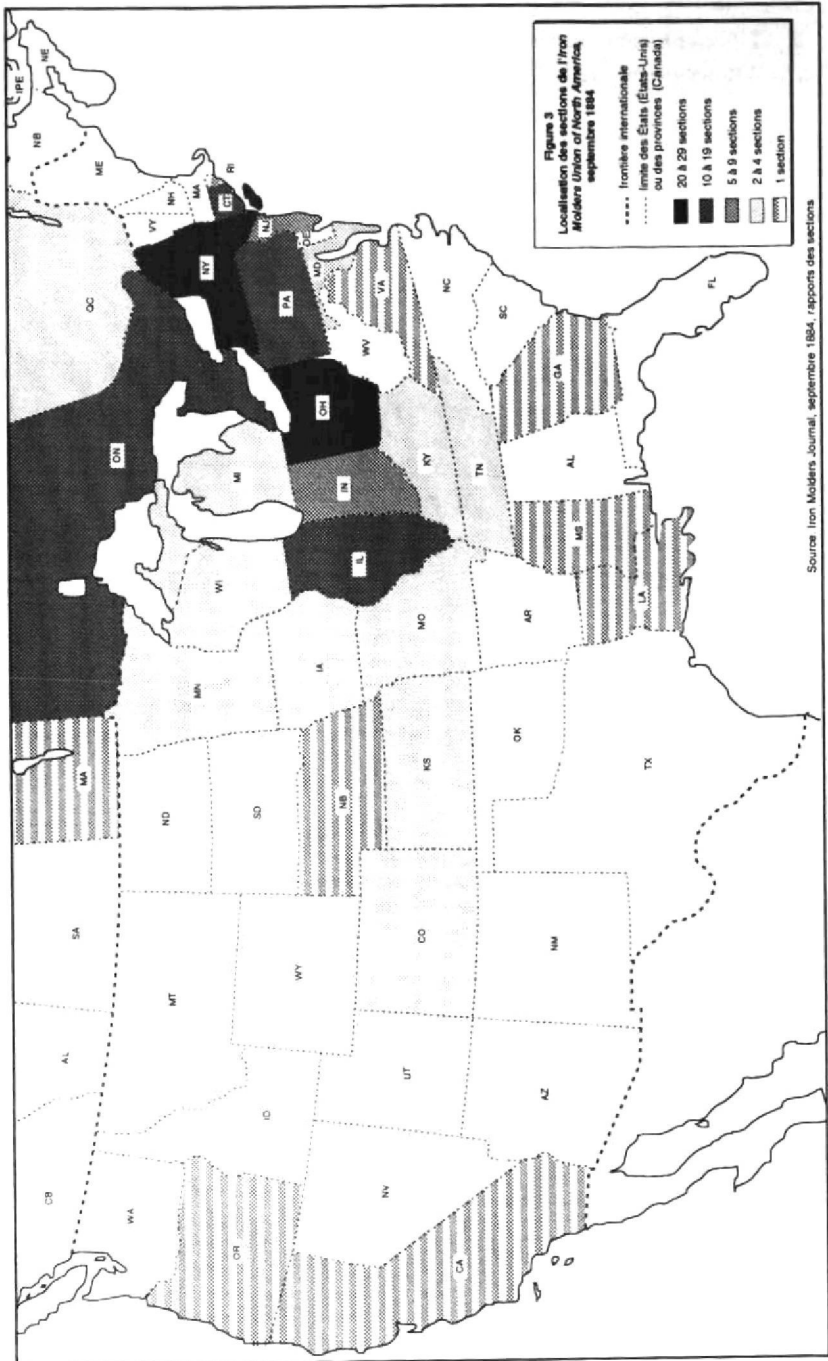 CB
AL
SA
MA
ON
QC
NB
IPE
NE
WA
MT
ND
MN
WI
MI
NY
VY
NH
ME
MA
RI
CT
OR
ID
WY
SD
IA
IL
IN
OH
PA
NJ
MD
NV
UT
CO
NB
KS
MO
KY
WV
VA
CA
AZ
NM
OK
AR
TN
NC
SC
TX
LA
MS
AL
GA
FL
Figure 3
Localisation des sections de l'Iron
Molders Union of North America,
septembre 1884
frontière internationale
limite des États (États-Unis)
ou des provinces (Canada)
20 à 29 sections
10 à 19 sections
5 à 9 sections
2 à 4 sections
1 section
Source: Iron Molders Journal, septembre 1884, rapports des sections